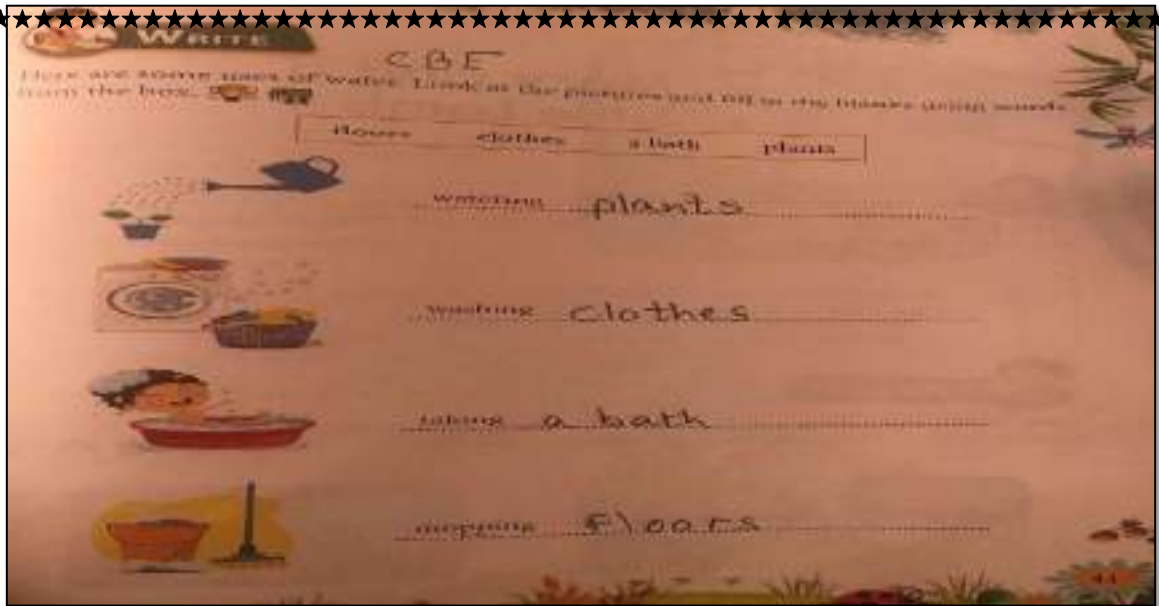 WRITE
CBE
Here are some uses of water. Look at the pictures and fill in the blanks using words
from the box.
floors clothes a bath plants
watering plants
washing clothes
taking a bath
mopping floors